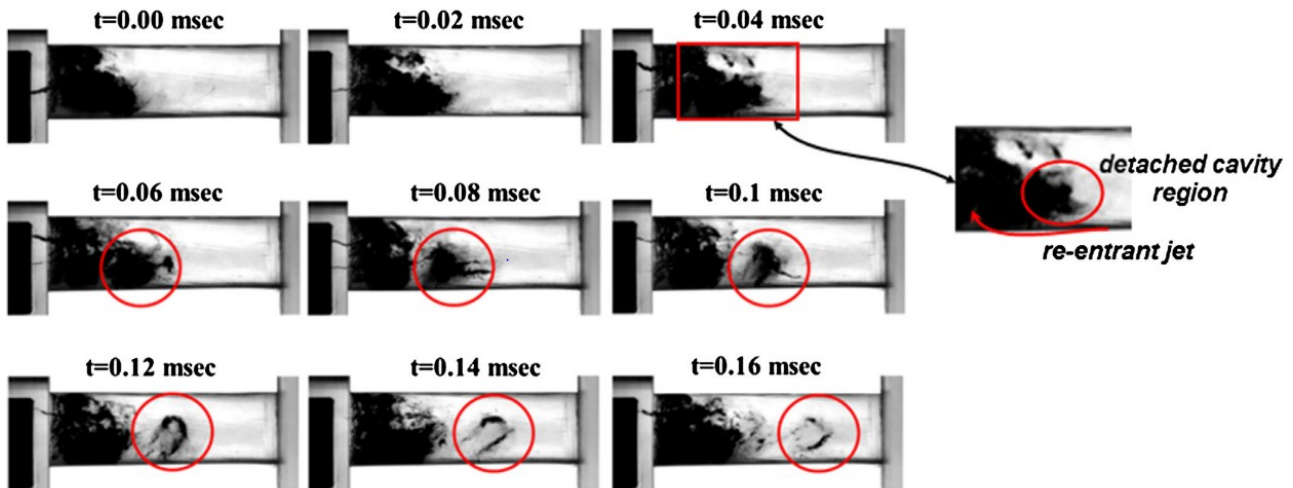 t=0.00 msec
t=0.02 msec
t=0.04 msec
detached cavity
region
re-entrant jet
t=0.06 msec
t=0.08 msec
t=0.1 msec
t=0.12 msec
t=0.14 msec
t=0.16 msec